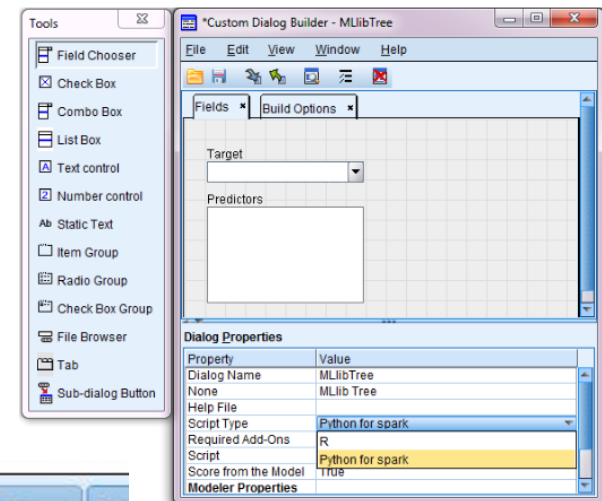 Tools
Field Chooser
Check Box
Combo Box
List Box
A Text control
2 Number control
Ab Static Text
Item Group
Radio Group
Check Box Group
File Browser
Tab
Sub-dialog Button
*Custom Dialog Builder - MLlibTree
File Edit View Window Help
Fields Build Options
Target
Predictors
Dialog Properties
Property Value
Dialog Name MLlibTree
None MLlib Tree
Help File
Script Type Python for spark
Required Add-Ons R
Script Python for spark
Score from the Model True
Modeler Properties